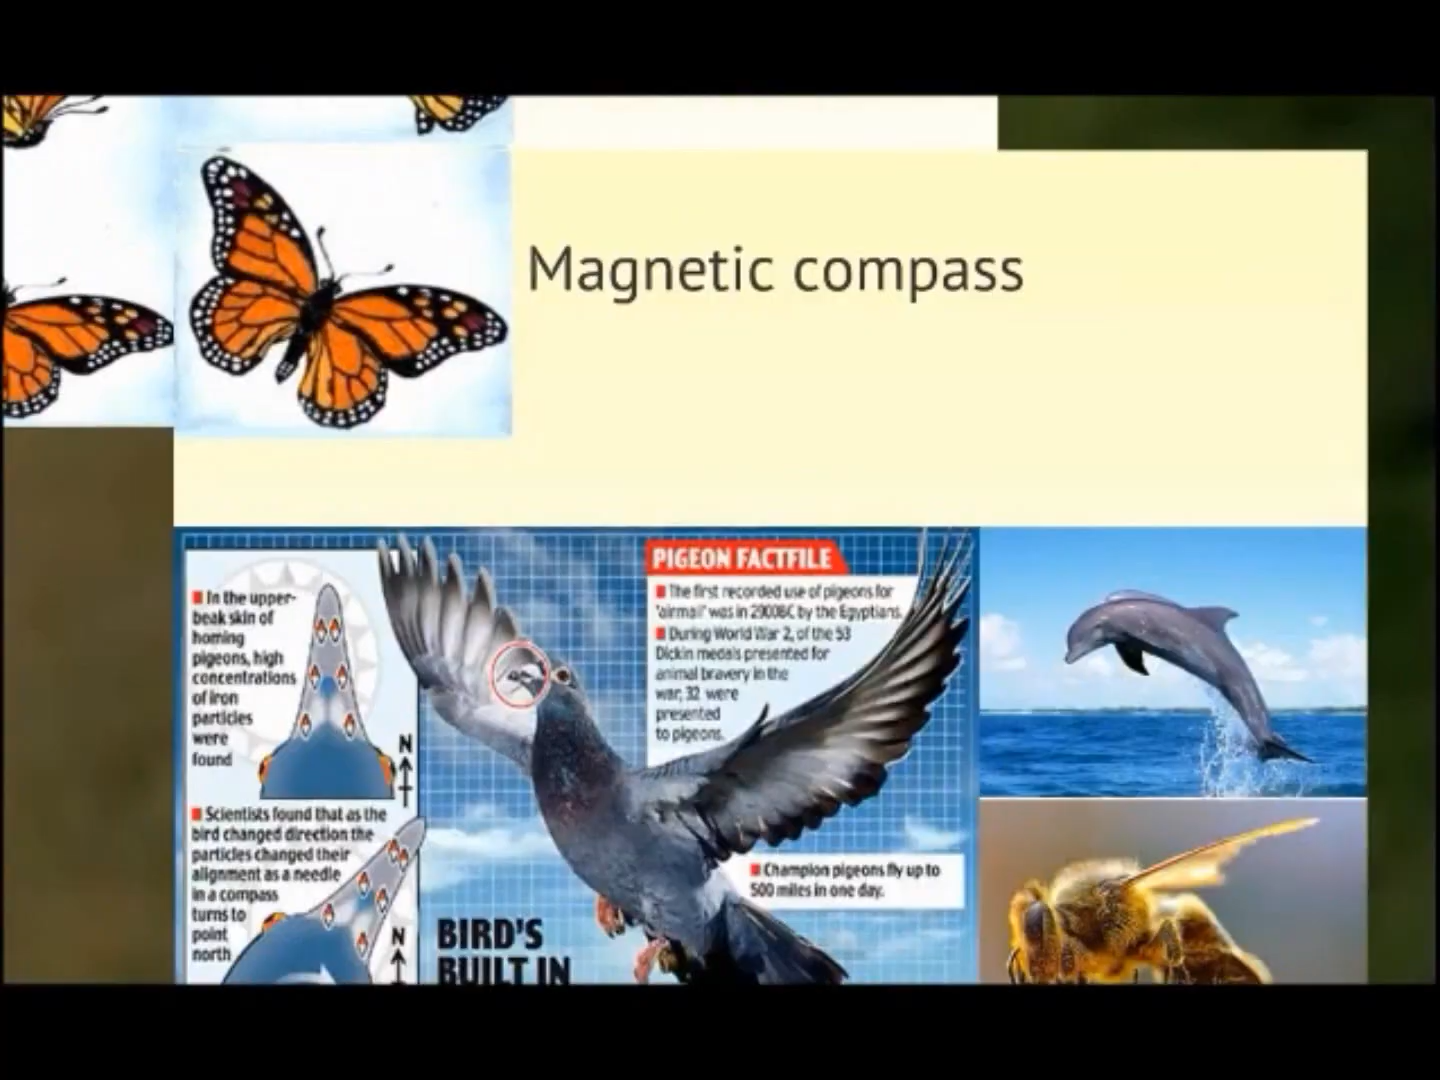 Magnetic compass
In the upper-
beak skin of
homing
pigeons, high
concentrations
of iron
particles
were
found
N
Scientists found that as the
bird changed direction the
particles changed their
alignment as a needle
in a compass
turns to
point
north
N
PIGEON FACTFILE
The first recorded use of pigeons for
'airmail' was in 2900BC by the Egyptians.
During World War 2, of the 53
Dickin medals presented for
animal bravery in the
war, 32 were
presented
to pigeons.
Champion pigeons fly up to
500 miles in one day.
BIRD'S
BUILT IN